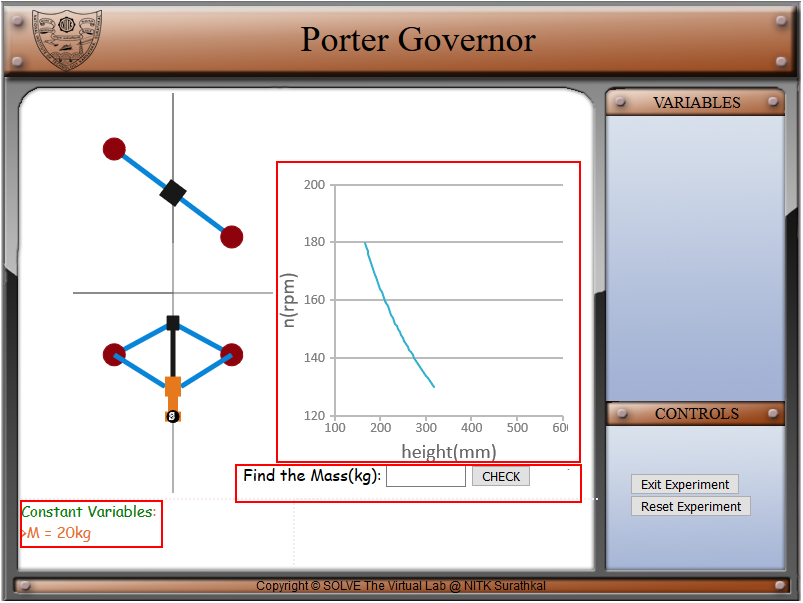 Porter Governor
VARIABLES
200
180
160
140
120
n(rpm)
100 200 300 400 500 600
height(mm)
CONTROLS
Find the Mass(kg): CHECK
Exit Experiment
Reset Experiment
Constant Variables:
>M = 20kg
Copyright © SOLVE The Virtual Lab @ NITK Surathkal